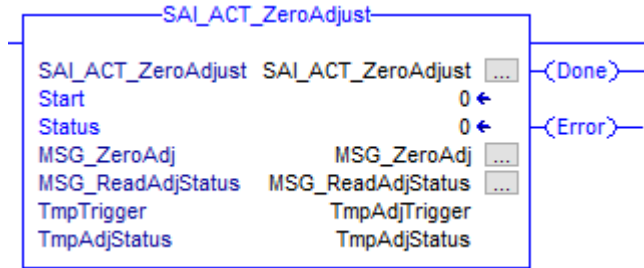 SAI_ACT_ZeroAdjust
SAI_ACT_ZeroAdjust SAI_ACT_ZeroAdjust ... (Done)
Start 0
Status 0 (Error)
MSG_ZeroAdj MSG_ZeroAdj ...
MSG_ReadAdjStatus MSG_ReadAdjStatus ...
TmpTrigger TmpAdjTrigger
TmpAdjStatus TmpAdjStatus